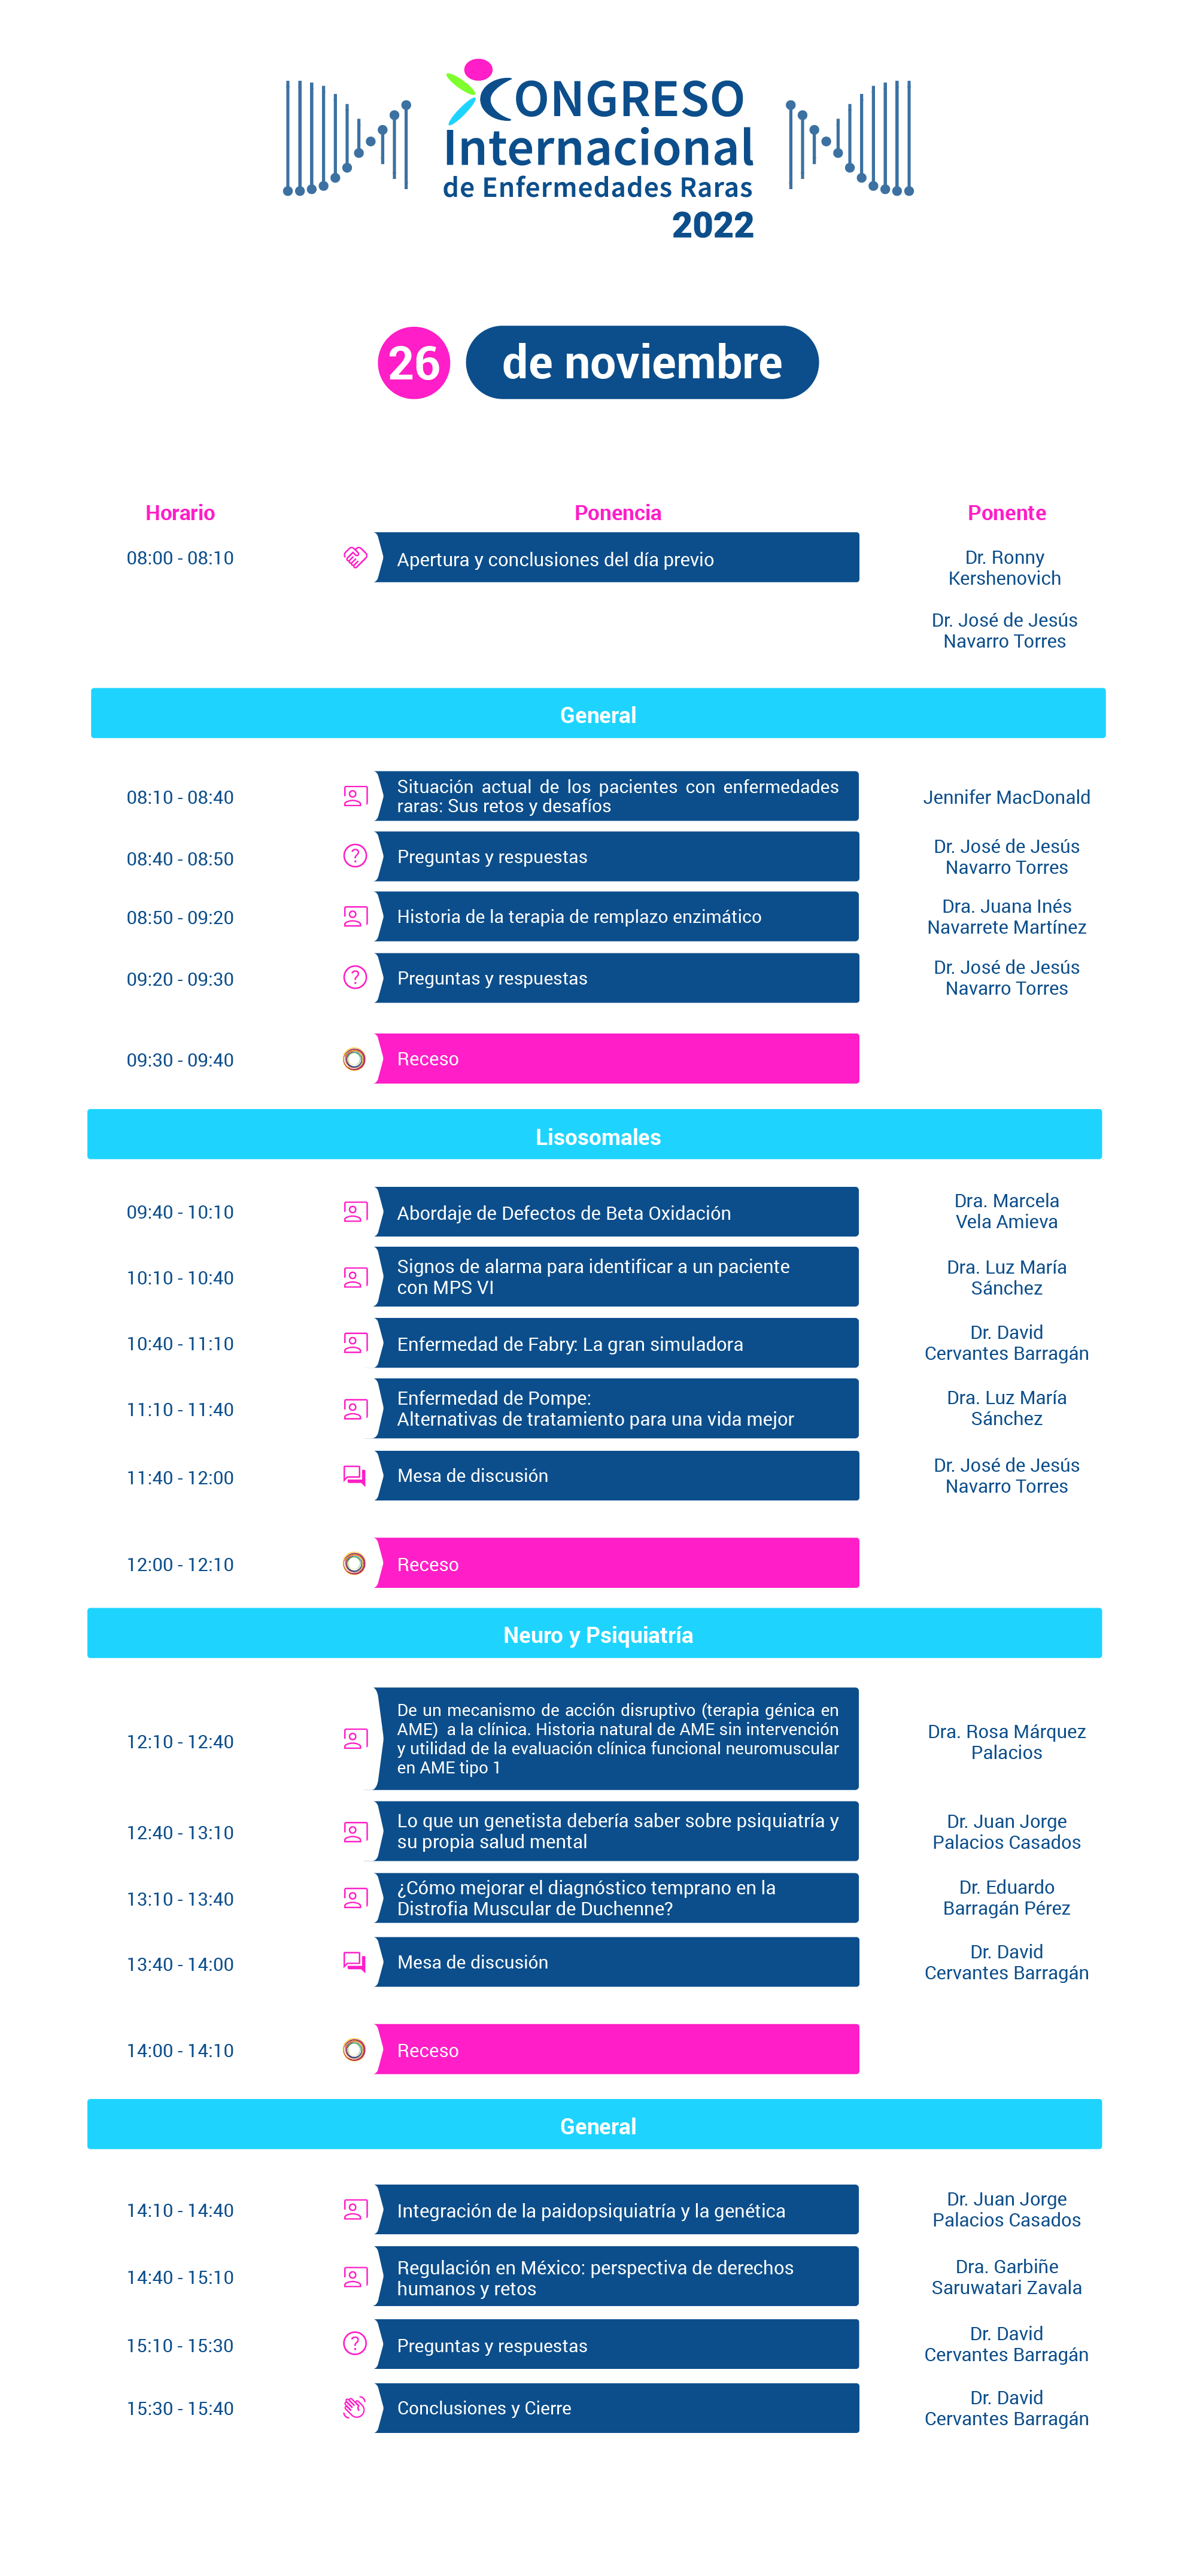 CONGRESO
Internacional
de Enfermedades Raras
2022
26 de noviembre
Horario Ponencia Ponente
08:00 - 08:10 Apertura y conclusiones del día previo Dr. Ronny
Kershenovich
Dr. José de Jesús
Navarro Torres
General
08:10 - 08:40
Situación actual de los pacientes con enfermedades
raras: Sus retos y desafíos
Jennifer MacDonald
08:40 - 08:50
Preguntas y respuestas
Dr. José de Jesús
Navarro Torres
08:50 - 09:20
Historia de la terapia de remplazo enzimático
Dra. Juana Inés
Navarrete Martínez
09:20 - 09:30
Preguntas y respuestas
Dr. José de Jesús
Navarro Torres
09:30 - 09:40
Receso
Lisosomales
09:40 - 10:10
Abordaje de Defectos de Beta Oxidación
Dra. Marcela
Vela Amieva
10:10 - 10:40
Signos de alarma para identificar a un paciente
con MPS VI
Dra. Luz María
Sánchez
10:40 - 11:10
Enfermedad de Fabry: La gran simuladora
Dr. David
Cervantes Barragán
11:10 - 11:40
Enfermedad de Pompe:
Alternativas de tratamiento para una vida mejor
Dra. Luz María
Sánchez
11:40 - 12:00
Mesa de discusión
Dr. José de Jesús
Navarro Torres
12:00 - 12:10
Receso
Neuro y Psiquiatría
12:10 - 12:40
De un mecanismo de acción disruptivo (terapia génica en
AME) a la clínica. Historia natural de AME sin intervención
y utilidad de la evaluación clínica funcional neuromuscular
en AME tipo 1
Dra. Rosa Márquez
Palacios
12:40 - 13:10
Lo que un genetista debería saber sobre psiquiatría y
su propia salud mental
Dr. Juan Jorge
Palacios Casados
13:10 - 13:40
¿Cómo mejorar el diagnóstico temprano en la
Distrofia Muscular de Duchenne?
Dr. Eduardo
Barragán Pérez
13:40 - 14:00
Mesa de discusión
Dr. David
Cervantes Barragán
14:00 - 14:10
Receso
General
14:10 - 14:40
Integración de la paidopsiquiatría y la genética
Dr. Juan Jorge
Palacios Casados
14:40 - 15:10
Regulación en México: perspectiva de derechos
humanos y retos
Dra. Garbiñe
Saruwatari Zavala
15:10 - 15:30
Preguntas y respuestas
Dr. David
Cervantes Barragán
15:30 - 15:40
Conclusiones y Cierre
Dr. David
Cervantes Barragán